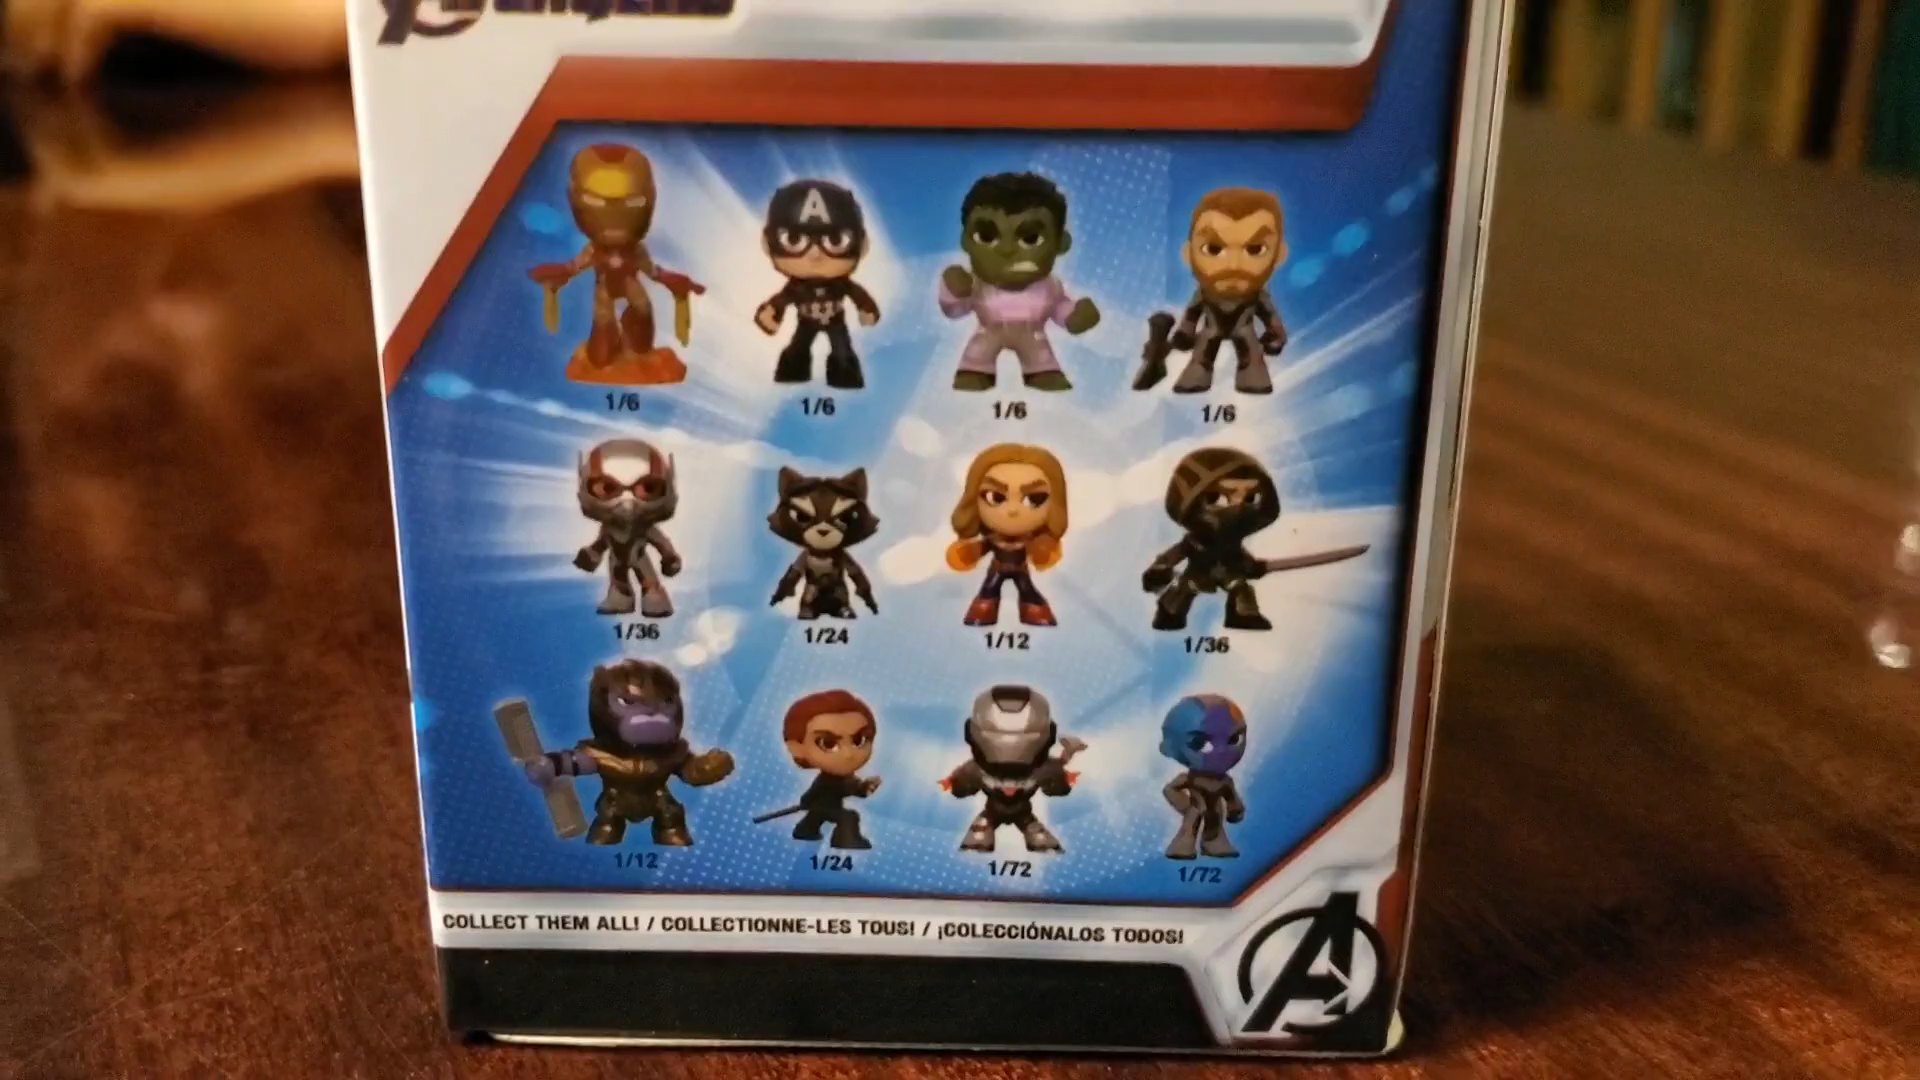 1/6 1/6 1/6 1/6
1/36 1/24 1/12 1/36
1/12 1/24 1/72 1/72
COLLECT THEM ALL! / COLLECTIONNE-LES TOUS! / ¡COLECCIÓNALOS TODOS!